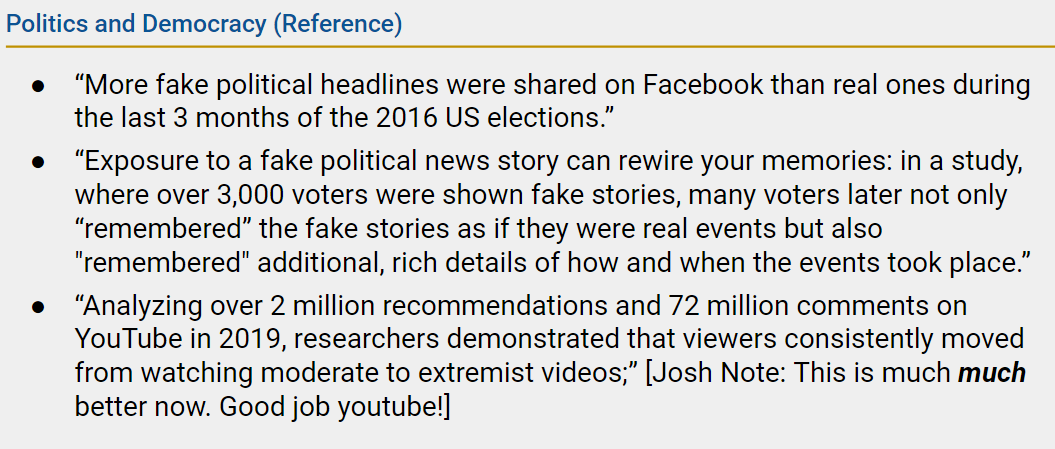 Politics and Democracy (Reference)
● “More fake political headlines were shared on Facebook than real ones during
the last 3 months of the 2016 US elections.”
● “Exposure to a fake political news story can rewire your memories: in a study,
where over 3,000 voters were shown fake stories, many voters later not only
“remembered” the fake stories as if they were real events but also
"remembered" additional, rich details of how and when the events took place.”
● “Analyzing over 2 million recommendations and 72 million comments on
YouTube in 2019, researchers demonstrated that viewers consistently moved
from watching moderate to extremist videos;” [Josh Note: This is much much
better now. Good job youtube!]